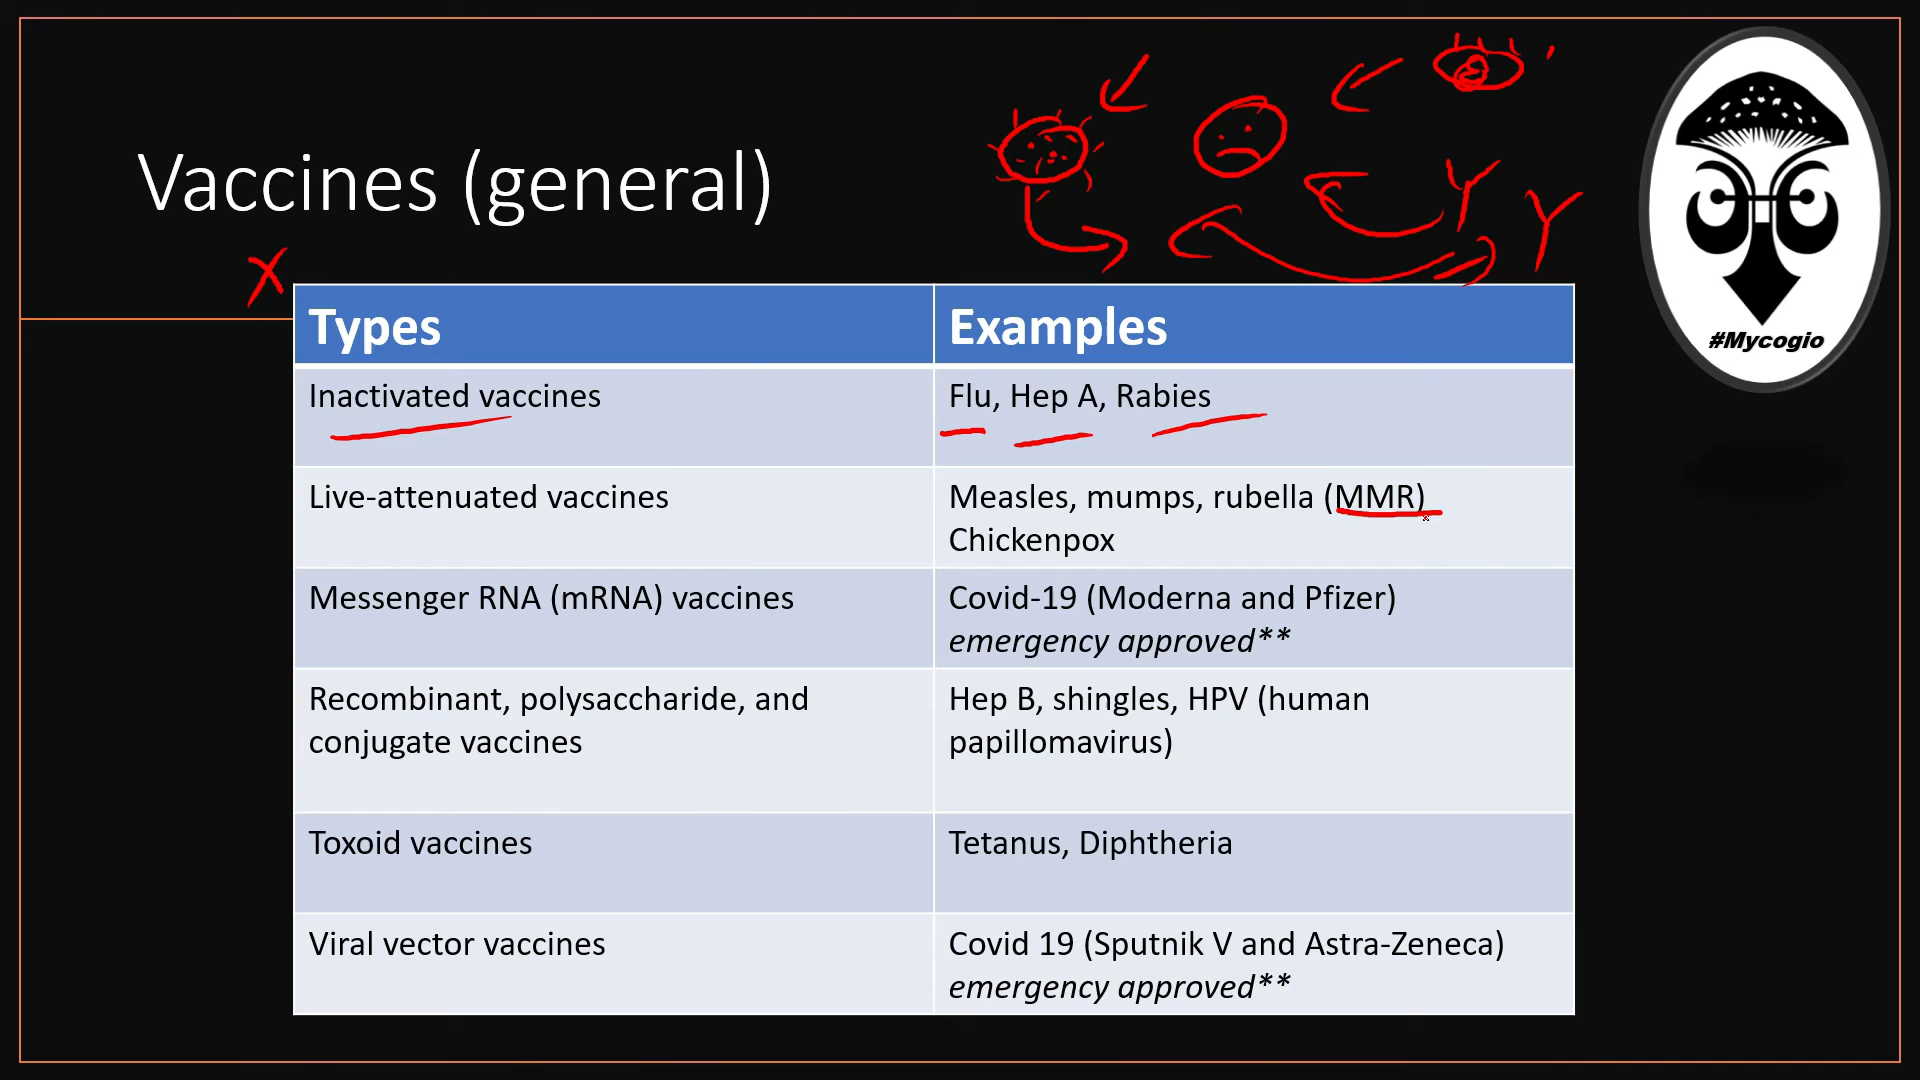 Vaccines (general)
#Mycogio
X
Y Y
Types
Examples
Inactivated vaccines
Flu, Hep A, Rabies
Live-attenuated vaccines
Measles, mumps, rubella (MMR)
Chickenpox
Messenger RNA (mRNA) vaccines
Covid-19 (Moderna and Pfizer)
emergency approved**
Recombinant, polysaccharide, and
conjugate vaccines
Hep B, shingles, HPV (human
papillomavirus)
Toxoid vaccines
Tetanus, Diphtheria
Viral vector vaccines
Covid 19 (Sputnik V and Astra-Zeneca)
emergency approved**